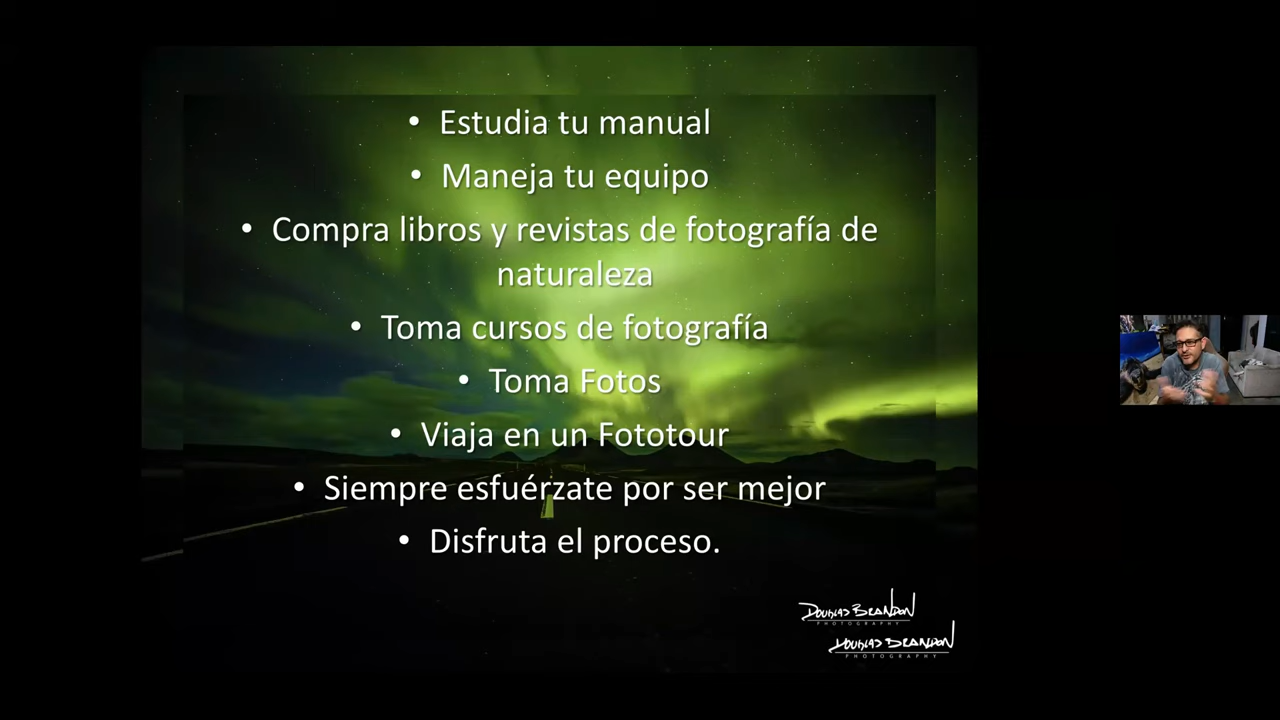 • Estudia tu manual
• Maneja tu equipo
• Compra libros y revistas de fotografía de
naturaleza
• Toma cursos de fotografía
• Toma Fotos
• Viaja en un Fototour
• Siempre esfuérzate por ser mejor
• Disfruta el proceso.
DOUGLAS BRANDON
PHOTOGRAPHY
DOUGLAS BRANDON
PHOTOGRAPHY